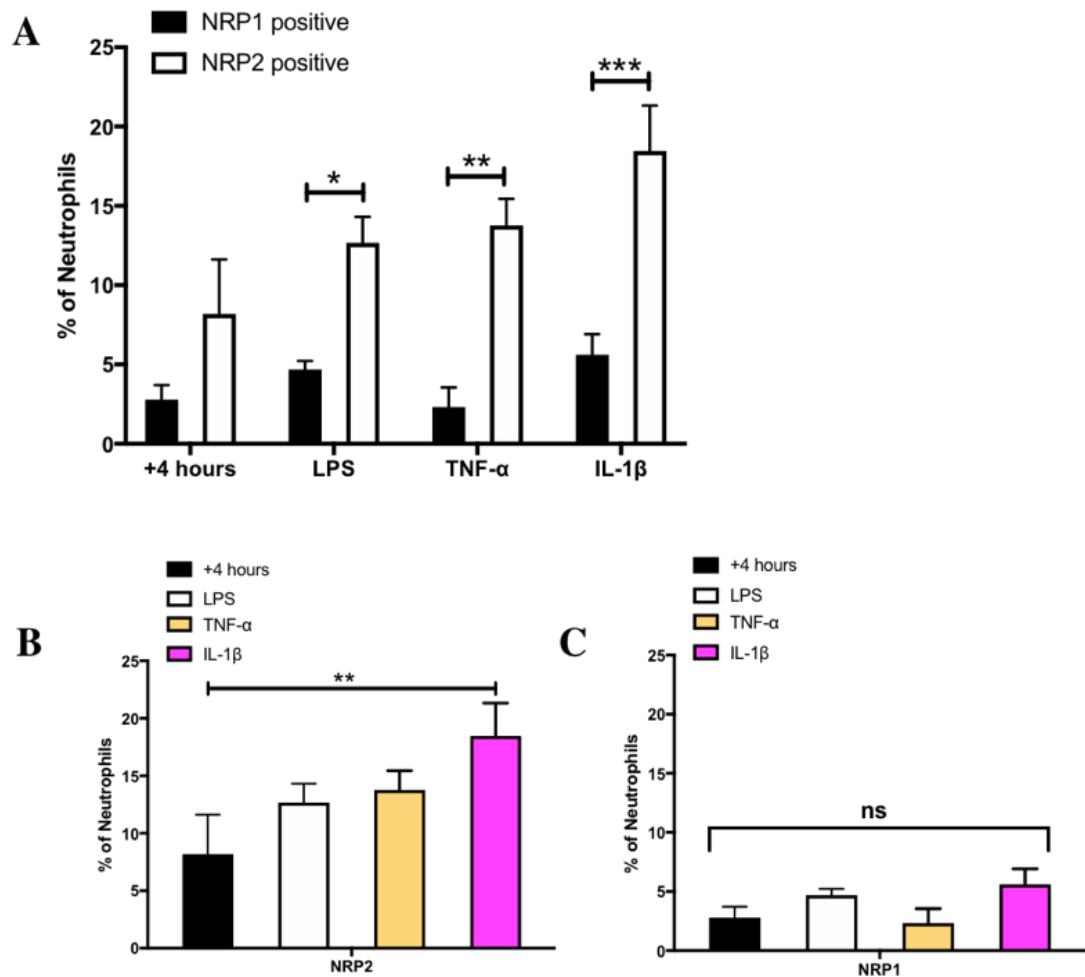 A
NRP1 positive
NRP2 positive
% of Neutrophils
25
20
15
10
5
0
*
**
***
+4 hours LPS TNF-α IL-1β
B
+4 hours
LPS
TNF-α
IL-1β
% of Neutrophils
25
20
15
10
5
0
**
NRP2
C
+4 hours
LPS
TNF-α
IL-1β
% of Neutrophils
25
20
15
10
5
0
ns
NRP1